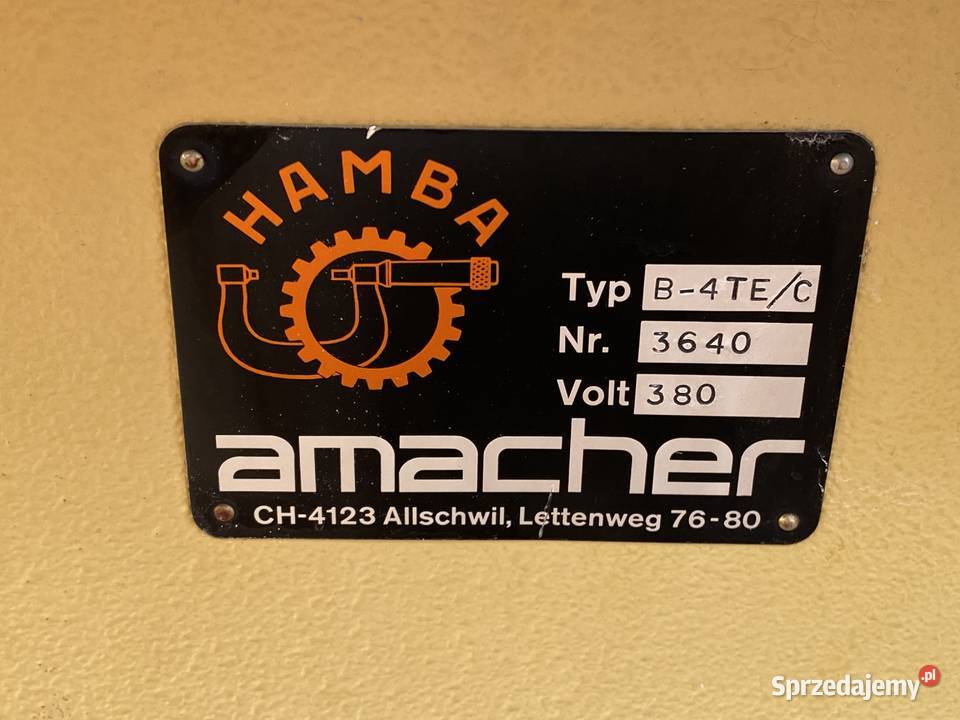 HAMBA
Typ B-4TE/C
Nr. 3640
Volt 380
amacher
CH-4123 Allschwil, Lettenweg 76-80
Sprzedajemy.pl